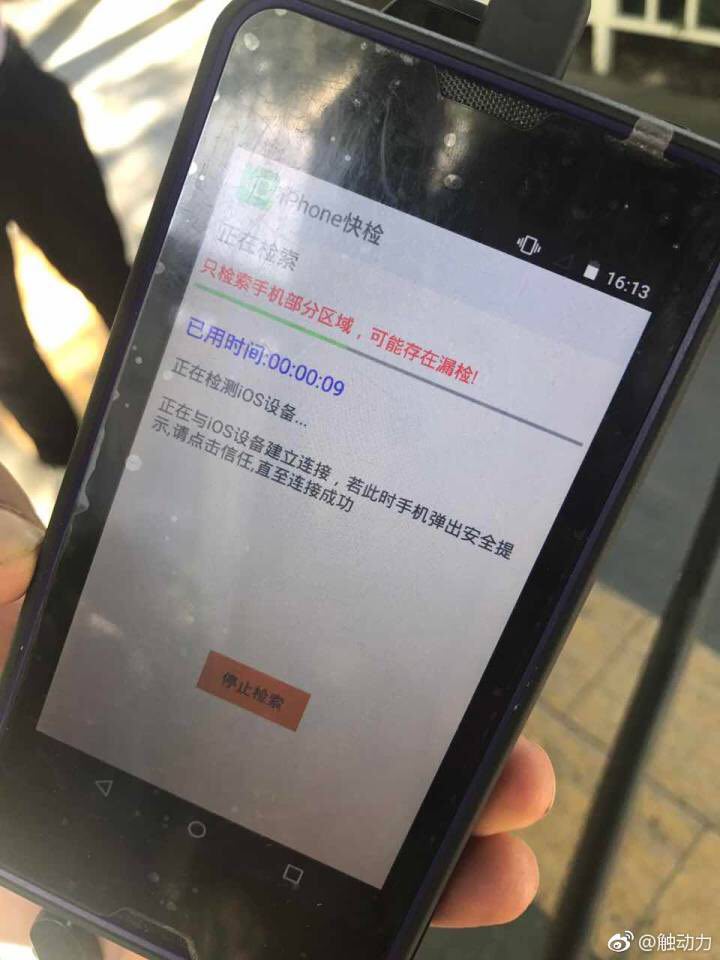 16:13
iPhone快检
正在检索
只检索手机部分区域，可能存在漏检!
已用时间:00:00:09
正在检测iOS设备...
正在与iOS设备建立连接，若此时手机弹出安全提
示,请点击信任,直至连接成功
停止检索
@触动力